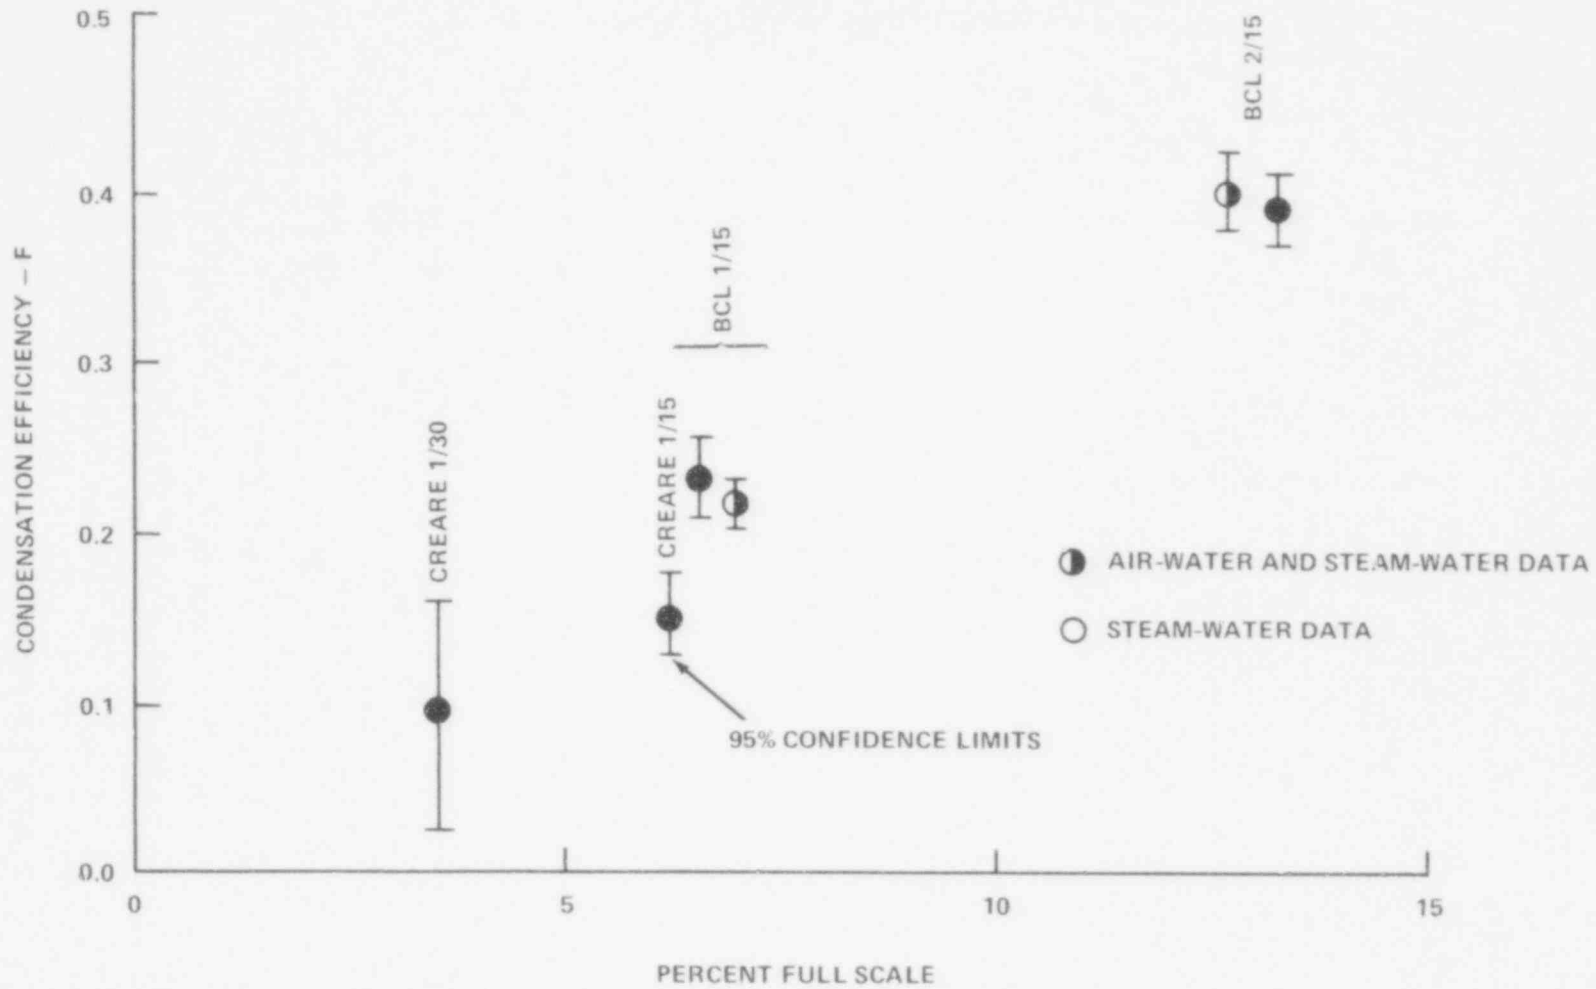 0.5
0.4
0.3
0.2
0.1
0.0
CONDENSATION EFFICIENCY – F
0
5
10
15
PERCENT FULL SCALE
CREARE 1/30
CREARE 1/15
BCL 1/15
BCL 2/15
AIR-WATER AND STEAM-WATER DATA
STEAM-WATER DATA
95% CONFIDENCE LIMITS